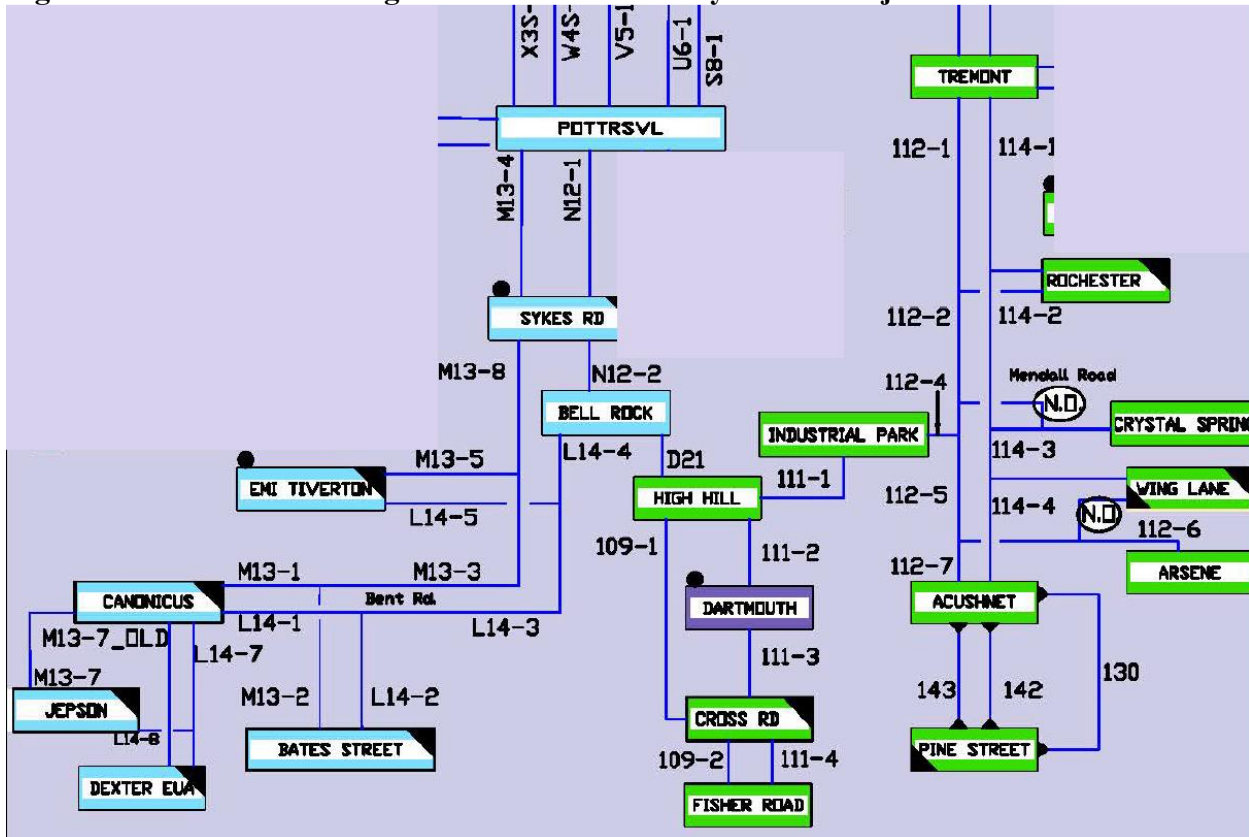 X3S-
W4S-
V5-1
U6-1
S8-1
TREMONT
POTTRSVL
112-1
114-1
M13-4
N12-1
ROCHESTER
SYKES RD
112-2
114-2
M13-8
N12-2
112-4
Mendall Road
N.O.
BELL ROCK
INDUSTRIAL PARK
CRYSTAL SPRING
L14-4
114-3
M13-5
D21
111-1
EMI TIVERTON
HIGH HILL
112-5
114-4
WING LANE
L14-5
N.O.
112-6
109-1
111-2
112-7
ARSENE
M13-1
M13-3
CANONICUS
Bent Rd.
DARTMOUTH
ACUSHNET
L14-1
L14-3
M13-7_OLD
L14-7
111-3
M13-7
M13-2
L14-2
143
142
130
JEPSON
CROSS RD
L14-8
BATES STREET
PINE STREET
109-2
111-4
DEXTER EUA
FISHER ROAD